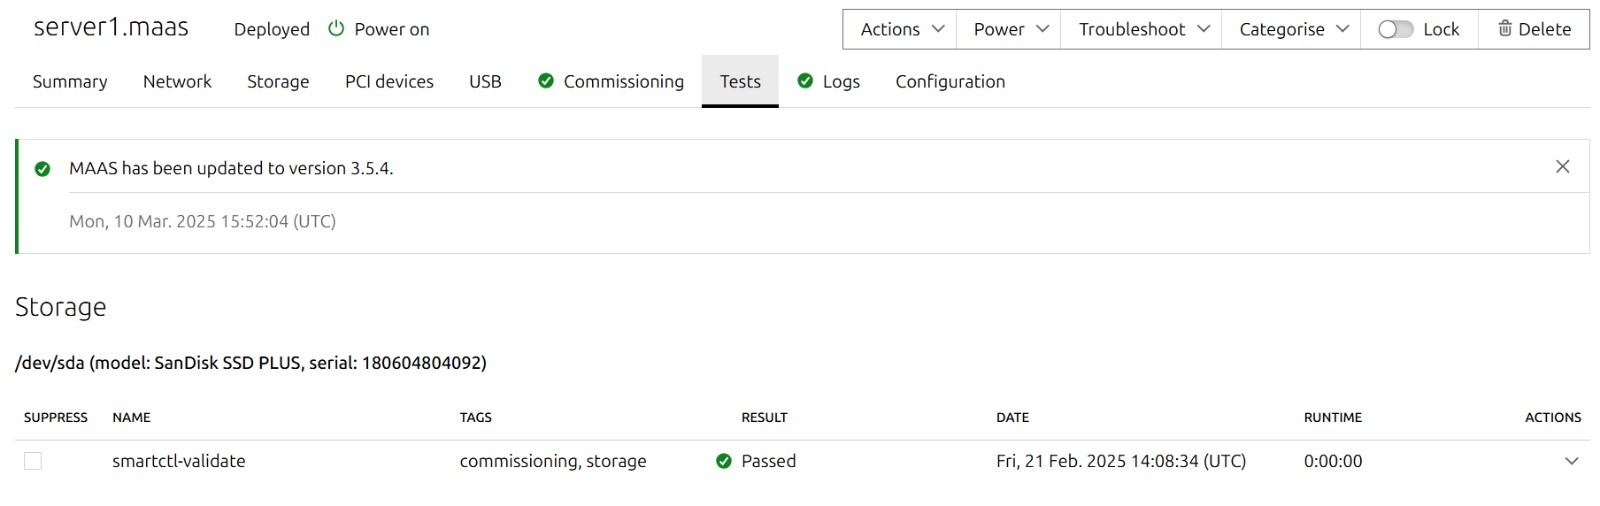 server1.maas Deployed Power on Actions Power Troubleshoot Categorise Lock Delete
Summary Network Storage PCI devices USB Commissioning Tests Logs Configuration
MAAS has been updated to version 3.5.4.
Mon, 10 Mar. 2025 15:52:04 (UTC)
Storage
/dev/sda (model: SanDisk SSD PLUS, serial: 180604804092)
SUPPRESS NAME TAGS RESULT DATE RUNTIME ACTIONS
smartctl-validate commissioning, storage Passed Fri, 21 Feb. 2025 14:08:34 (UTC) 0:00:00